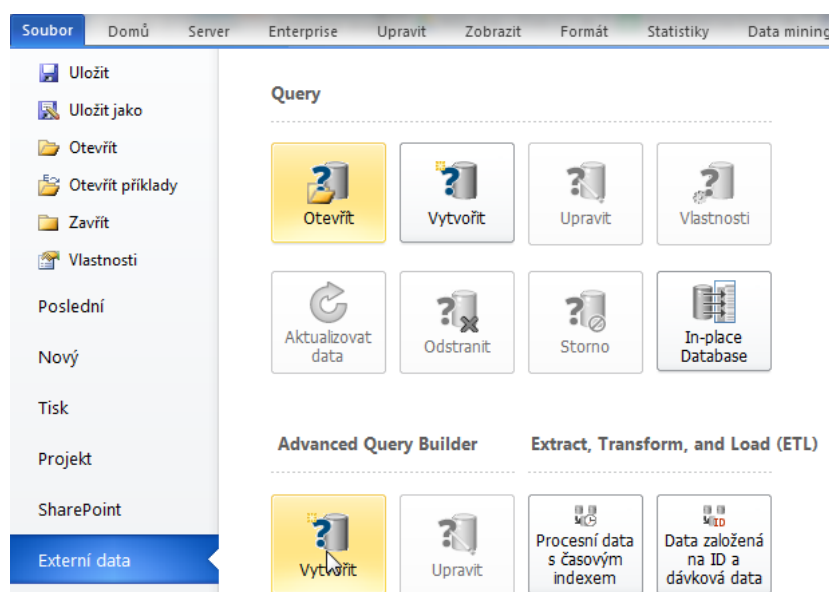 Soubor Domů Server Enterprise Upravit Zobrazit Formát Statistiky Data mining
Uložit
Uložit jako
Otevřít
Otevřít příklady
Zavřít
Vlastnosti
Poslední
Nový
Tisk
Projekt
SharePoint
Externí data
Query
Otevřít Vytvořit Upravit Vlastnosti
Aktualizovat
data
Odstranit
Storno
In-place
Database
Advanced Query Builder
Vytvořit Upravit
Extract, Transform, and Load (ETL)
Procesní data
s časovým
indexem
ID
Data založená
na ID a
dávková data